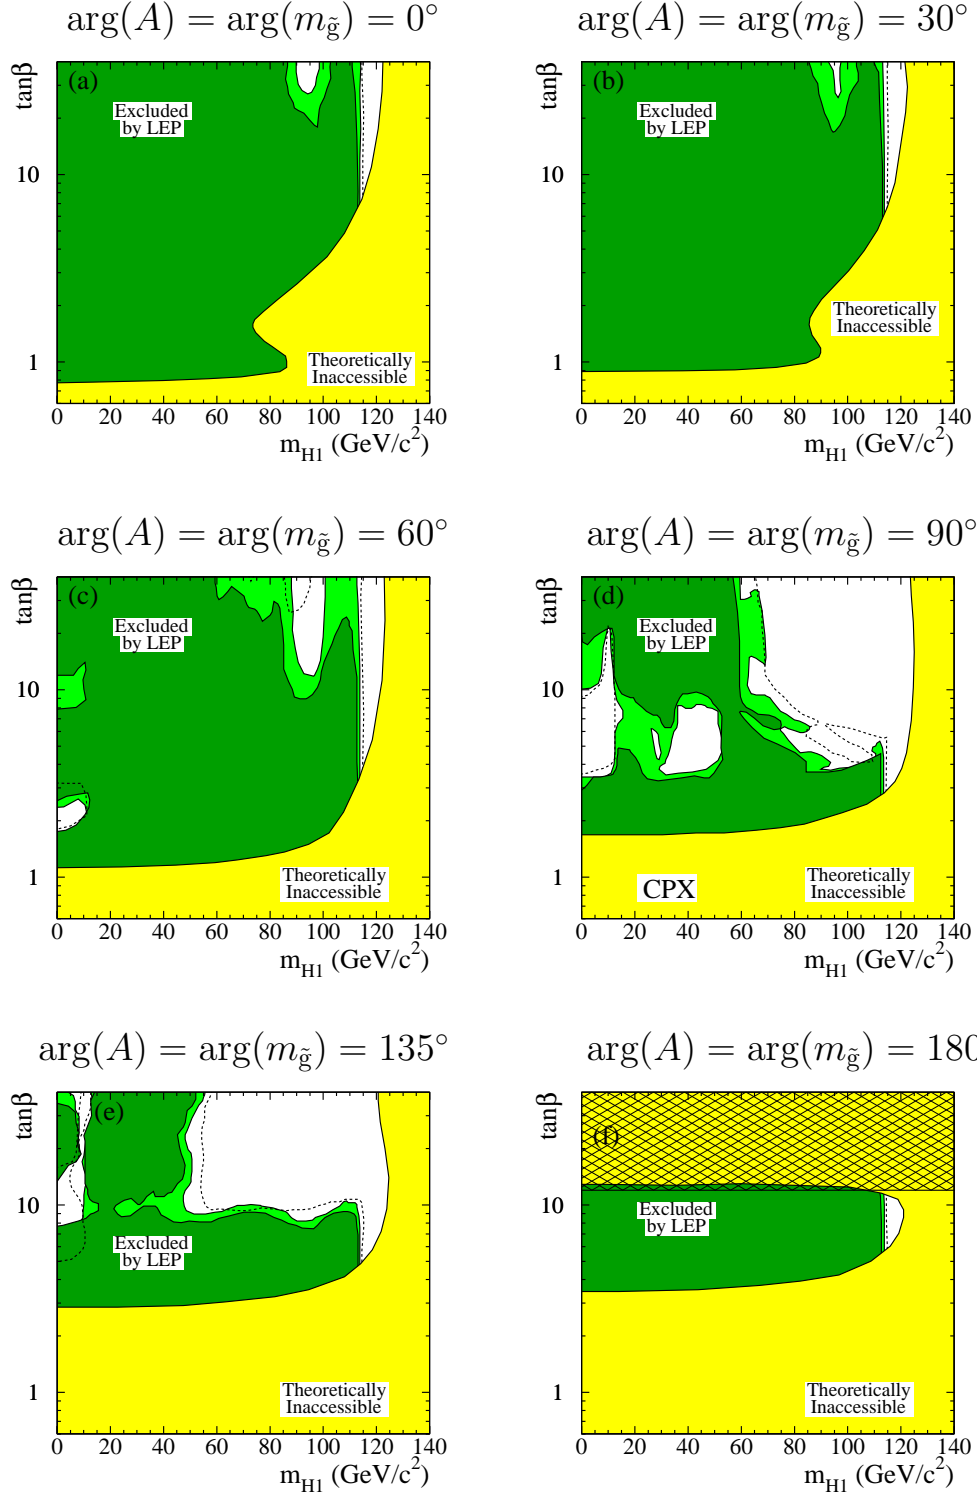 arg(A) = arg(m_g̃) = 0°
arg(A) = arg(m_g̃) = 30°
tanβ
(a)
Excluded
by LEP
10
1
Theoretically
Inaccessible
0 20 40 60 80 100 120 140
m_H1 (GeV/c²)
tanβ
(b)
Excluded
by LEP
10
Theoretically
Inaccessible
1
0 20 40 60 80 100 120 140
m_H1 (GeV/c²)
arg(A) = arg(m_g̃) = 60°
arg(A) = arg(m_g̃) = 90°
tanβ
(c)
Excluded
by LEP
10
1
Theoretically
Inaccessible
0 20 40 60 80 100 120 140
m_H1 (GeV/c²)
tanβ
(d)
Excluded
by LEP
10
1
CPX
Theoretically
Inaccessible
0 20 40 60 80 100 120 140
m_H1 (GeV/c²)
arg(A) = arg(m_g̃) = 135°
arg(A) = arg(m_g̃) = 180
tanβ
(e)
10
Excluded
by LEP
1
Theoretically
Inaccessible
0 20 40 60 80 100 120 140
m_H1 (GeV/c²)
tanβ
(f)
10
Excluded
by LEP
1
Theoretically
Inaccessible
0 20 40 60 80 100 120 140
m_H1 (GeV/c²)